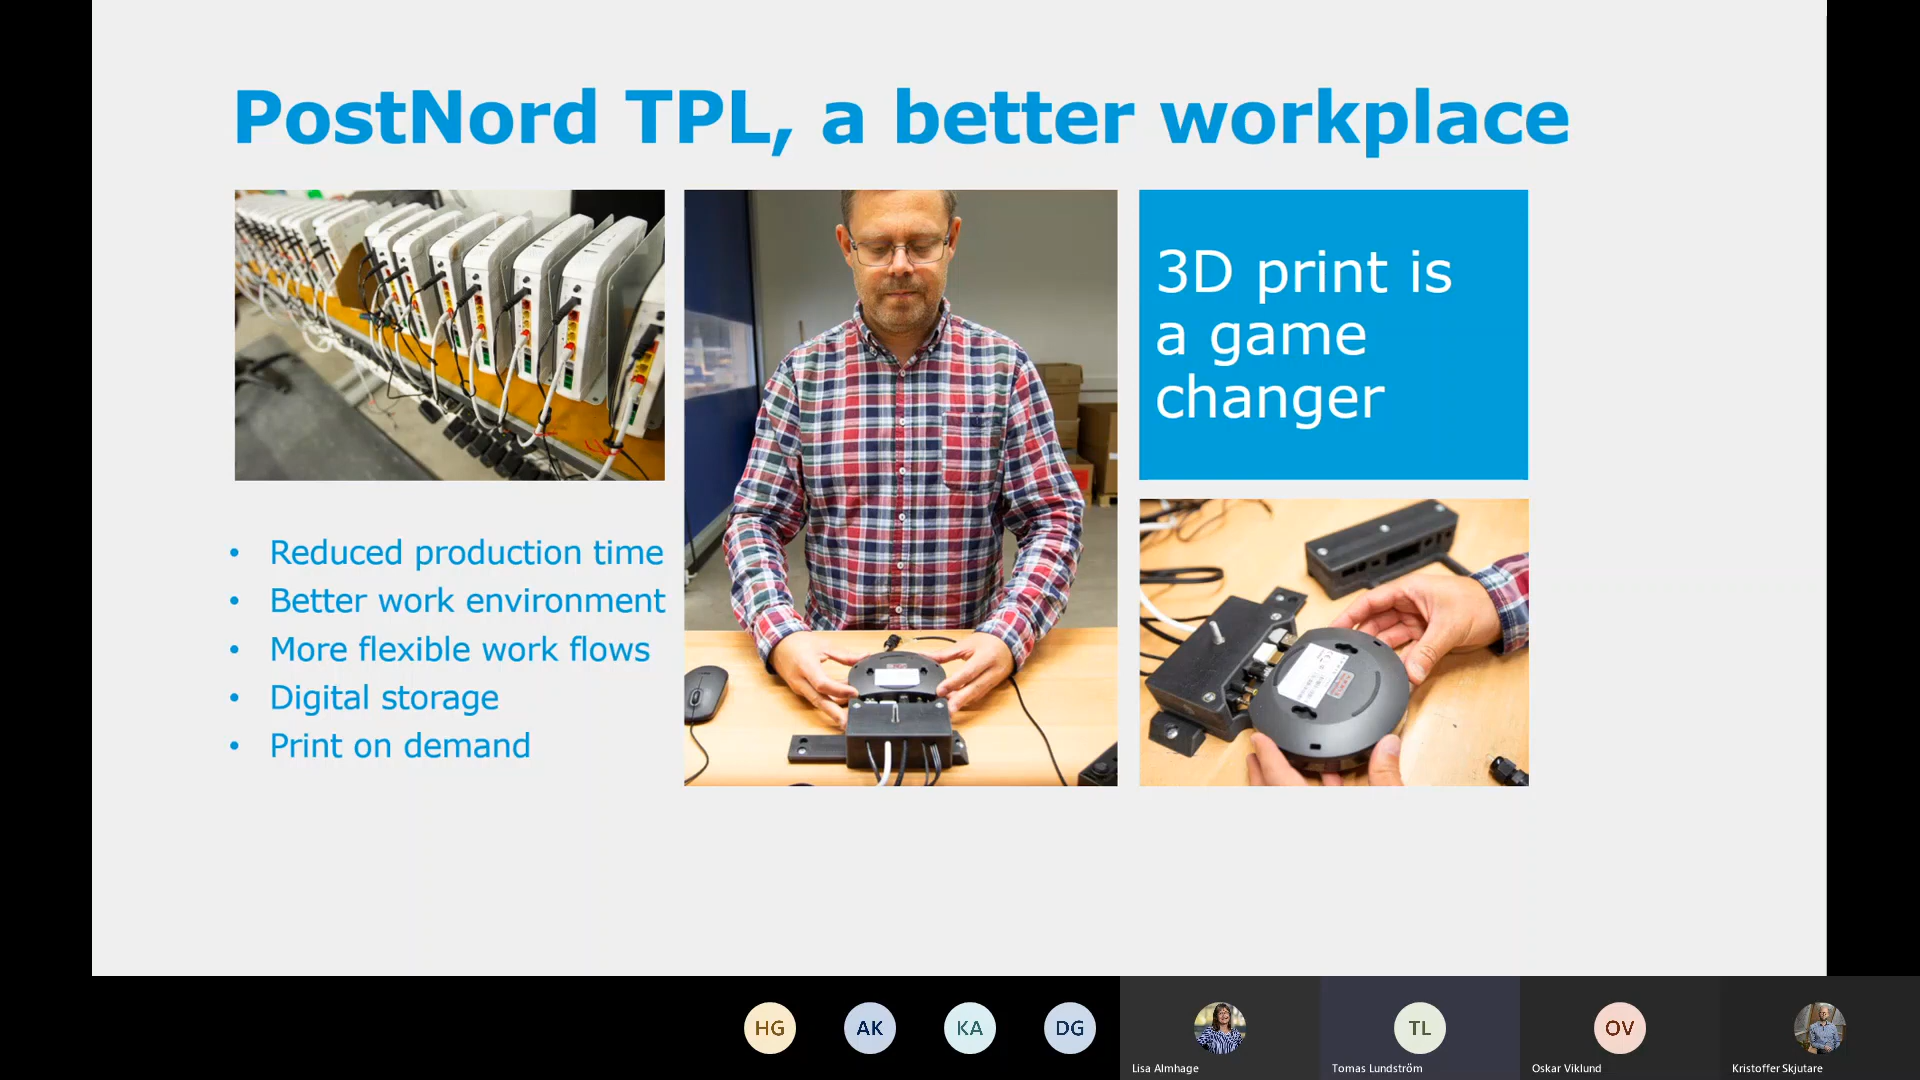 PostNord TPL, a better workplace
3D print is
a game
changer
• Reduced production time
• Better work environment
• More flexible work flows
• Digital storage
• Print on demand
HG
AK
KA
DG
TL
OV
Lisa Almhage
Tomas Lundström
Oskar Viklund
Kristoffer Skjutare